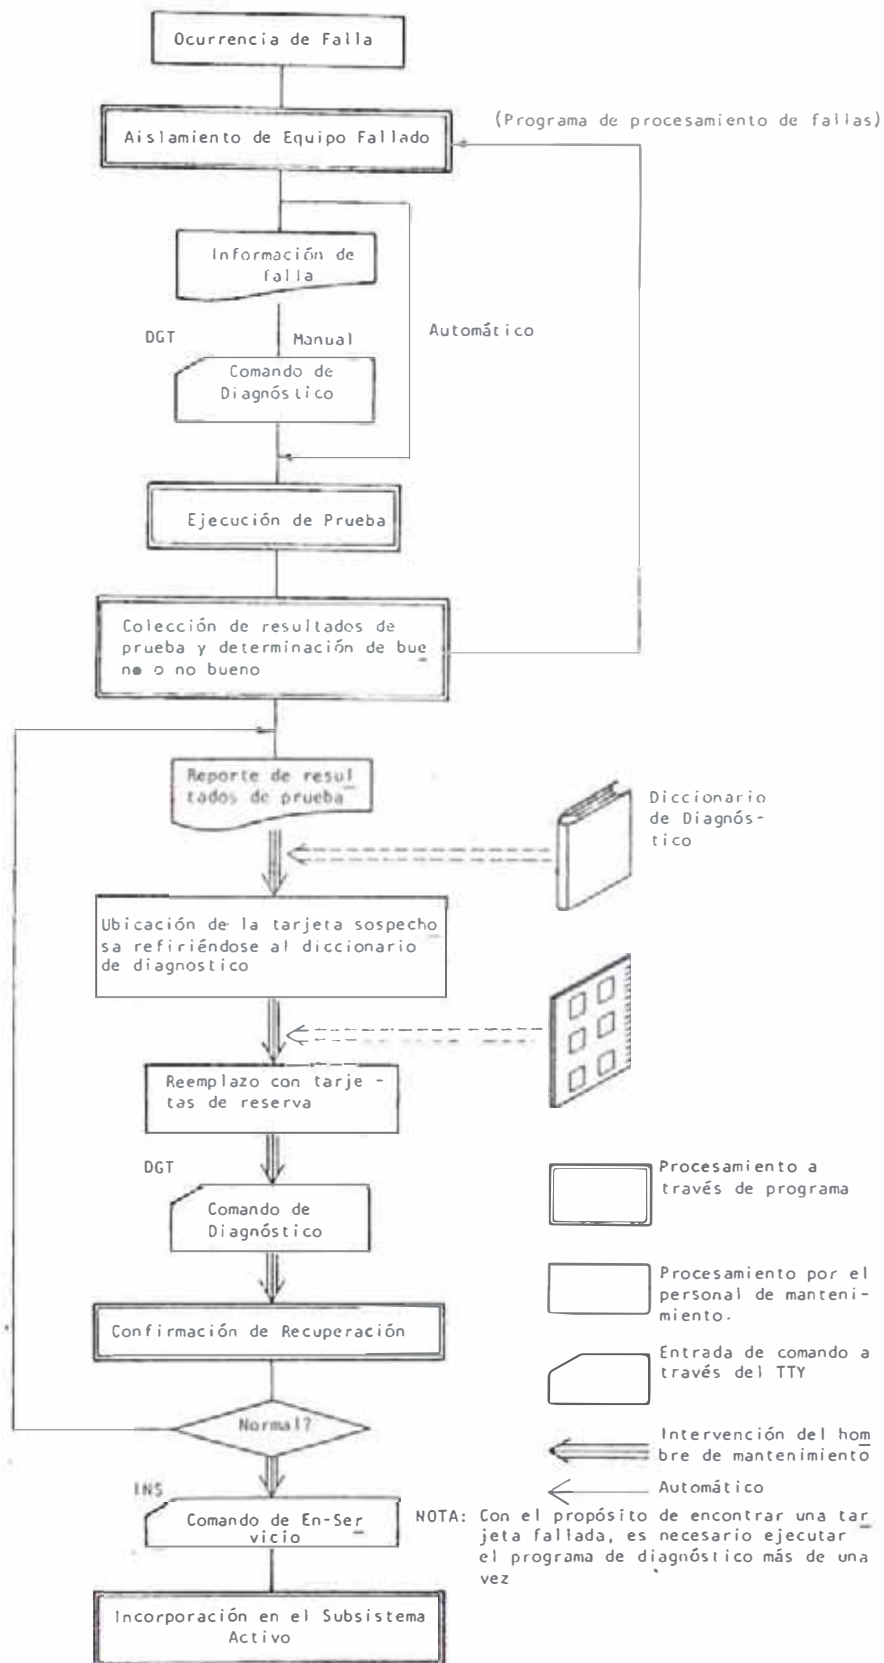 Ocurrencia de Falla
Aislamiento de Equipo Fallado
(Programa de procesamiento de fallas)
Información de
falla
DGT
Manual
Automático
Comando de
Diagnóstico
Ejecución de Prueba
Colección de resultados de
prueba y determinación de bue
no o no bueno
Reporte de resul
tados de prueba
Diccionario
de Diagnós-
tico
Ubicación de la tarjeta sospecho
sa refiriéndose al diccionario
de diagnostico
Reemplazo con tarje -
tas de reserva
DGT
Comando de
Diagnóstico
Confirmación de Recuperación
Normal?
INS
Comando de En-Ser
vicio
Incorporación en el Subsistema
Activo
Procesamiento a
través de programa
Procesamiento por el
personal de manteni-
miento.
Entrada de comando a
través del TTY
Intervención del hom
bre de mantenimiento
Automático
NOTA: Con el propósito de encontrar una tar
jeta fallada, es necesario ejecutar
el programa de diagnóstico más de una
vez